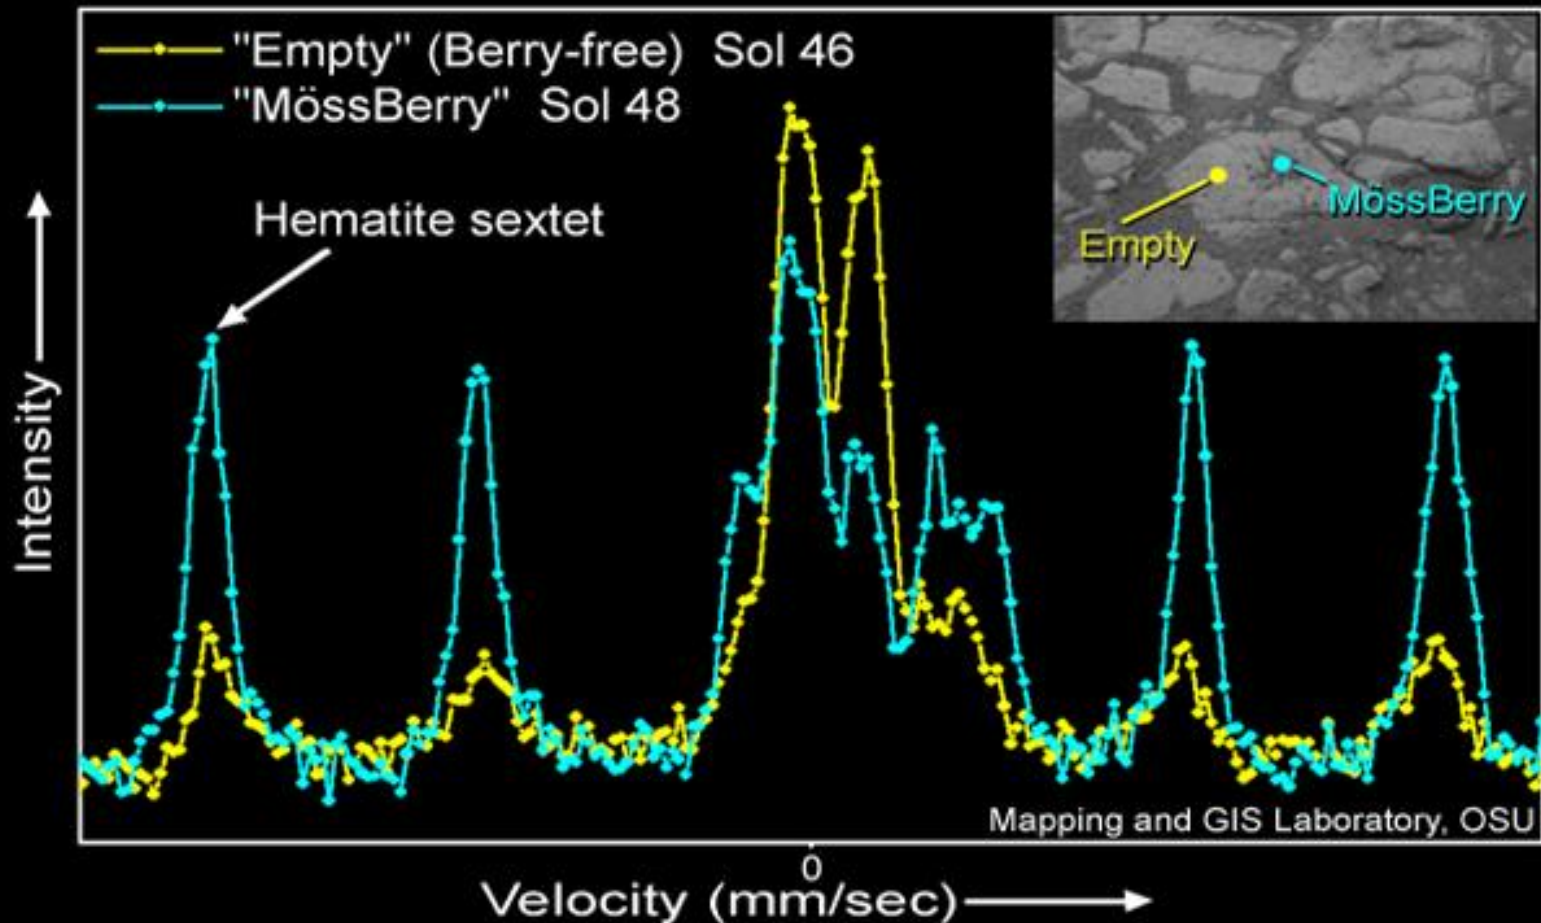 "Empty" (Berry-free) Sol 46
"MössBerry" Sol 48
Hematite sextet
MössBerry
Empty
Intensity
Mapping and GIS Laboratory, OSU
0
Velocity (mm/sec)